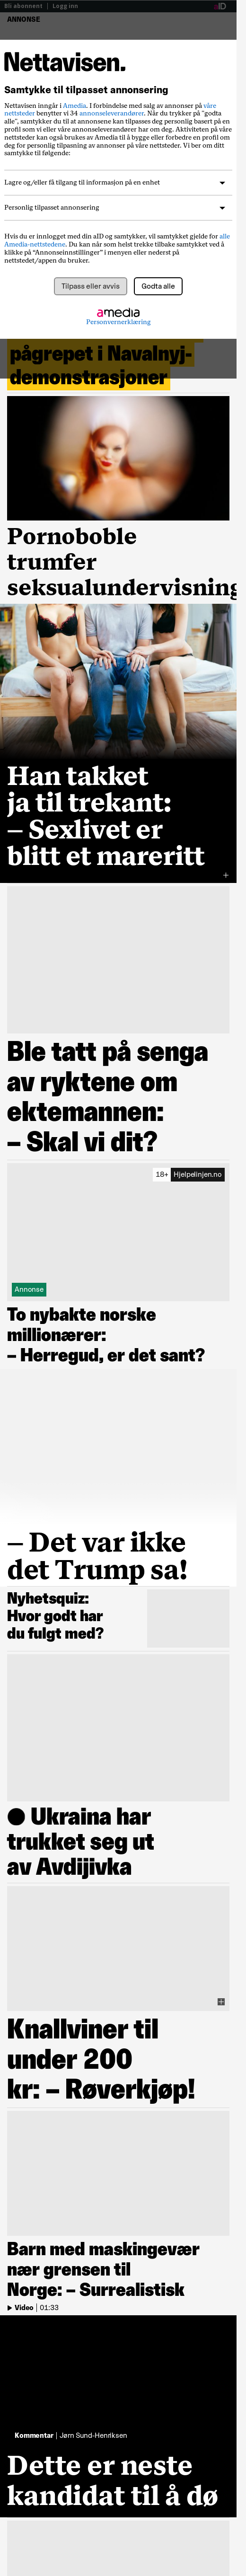 Bli abonnent | Logg inn
aID
ANNONSE
Nettavisen.
Samtykke til tilpasset annonsering
Nettavisen inngår i Amedia. I forbindelse med salg av annonser på våre
nettsteder benytter vi 34 annonseleverandører. Når du trykker på "godta
alle", samtykker du til at annonsene kan tilpasses deg personlig basert på din
profil som vi eller våre annonseleverandører har om deg. Aktiviteten på våre
nettsteder kan også brukes av Amedia til å bygge eller forbedre en profil om
deg for personlig tilpasning av annonser på våre nettsteder. Vi ber om ditt
samtykke til følgende:
Lagre og/eller få tilgang til informasjon på en enhet
Personlig tilpasset annonsering
Hvis du er innlogget med din aID og samtykker, vil samtykket gjelde for alle
Amedia-nettstedene. Du kan når som helst trekke tilbake samtykket ved å
klikke på "Annonseinnstillinger" i menyen eller nederst på
nettstedet/appen du bruker.
Tilpass eller avvis
Godta alle
amedia
Personvernerklæring
pågrepet i Navalnyj-
demonstrasjoner
Pornoboble
trumfer
seksualundervisning
Han takket
ja til trekant:
– Sexlivet er
blitt et mareritt
Ble tatt på senga
av ryktene om
ektemannen:
– Skal vi dit?
18+ Hjelpelinjen.no
Annonse
To nybakte norske
millionærer:
– Herregud, er det sant?
– Det var ikke
det Trump sa!
Nyhetsquiz:
Hvor godt har
du fulgt med?
● Ukraina har
trukket seg ut
av Avdijivka
Knallviner til
under 200
kr: – Røverkjøp!
Barn med maskingevær
nær grensen til
Norge: – Surrealistisk
Video | 01:33
Kommentar | Jørn Sund-Henriksen
Dette er neste
kandidat til å dø